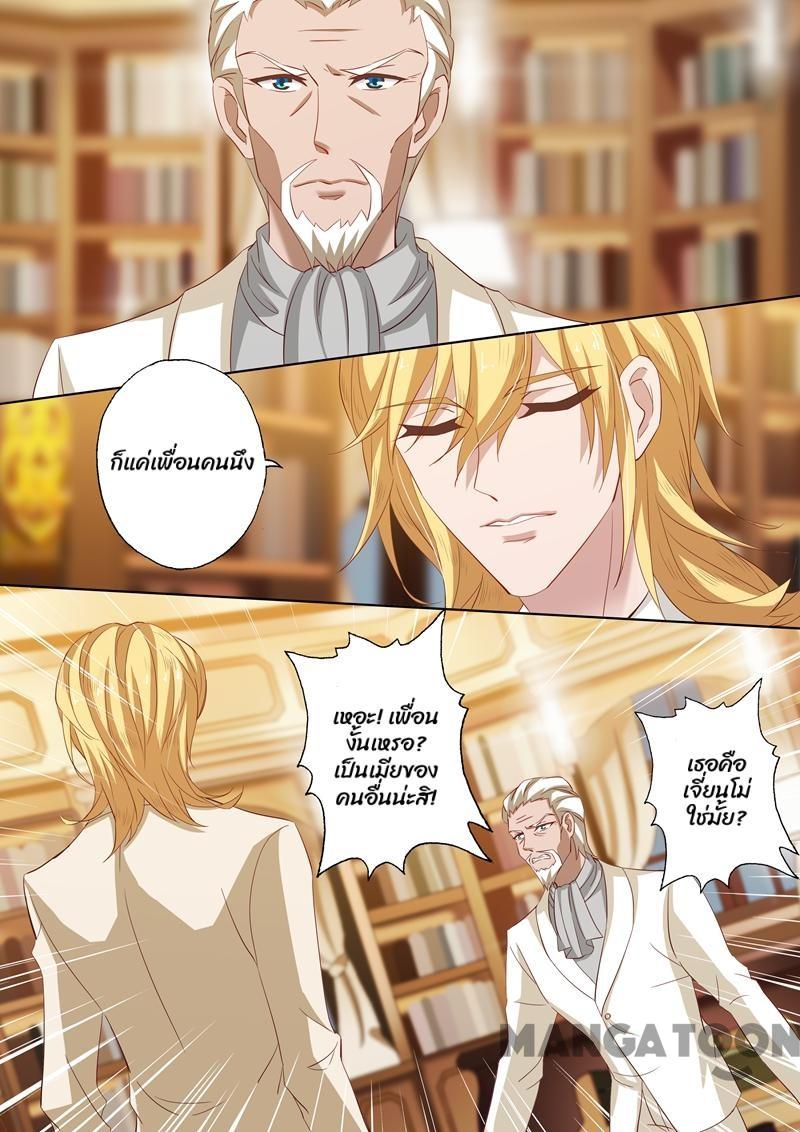 ก็แค่เพื่อนคนนึง
เหอะ! เพื่อน
งั้นเหรอ?
เป็นเมียของ
คนอื่นน่ะสิ!
เธอคือ
เจี่ยนโม่
ใช่มั้ย?
MANGATOON